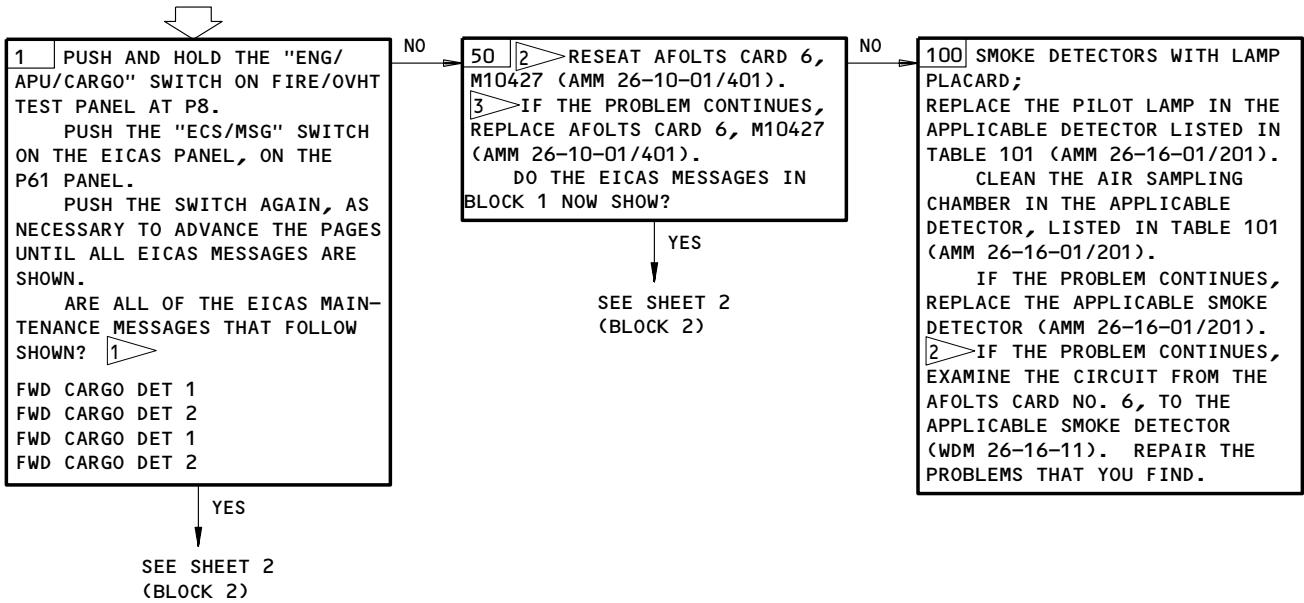 1 PUSH AND HOLD THE "ENG/
APU/CARGO" SWITCH ON FIRE/OVHT
TEST PANEL AT P8.
PUSH THE "ECS/MSG" SWITCH
ON THE EICAS PANEL, ON THE
P61 PANEL.
PUSH THE SWITCH AGAIN, AS
NECESSARY TO ADVANCE THE PAGES
UNTIL ALL EICAS MESSAGES ARE
SHOWN.
ARE ALL OF THE EICAS MAIN-
TENANCE MESSAGES THAT FOLLOW
SHOWN? 1
FWD CARGO DET 1
FWD CARGO DET 2
FWD CARGO DET 1
FWD CARGO DET 2
YES
SEE SHEET 2
(BLOCK 2)
NO
50 2 RESEAT AFOLTS CARD 6,
M10427 (AMM 26-10-01/401).
3 IF THE PROBLEM CONTINUES,
REPLACE AFOLTS CARD 6, M10427
(AMM 26-10-01/401).
DO THE EICAS MESSAGES IN
BLOCK 1 NOW SHOW?
YES
SEE SHEET 2
(BLOCK 2)
NO
100 SMOKE DETECTORS WITH LAMP
PLACARD;
REPLACE THE PILOT LAMP IN THE
APPLICABLE DETECTOR LISTED IN
TABLE 101 (AMM 26-16-01/201).
CLEAN THE AIR SAMPLING
CHAMBER IN THE APPLICABLE
DETECTOR, LISTED IN TABLE 101
(AMM 26-16-01/201).
IF THE PROBLEM CONTINUES,
REPLACE THE APPLICABLE SMOKE
DETECTOR (AMM 26-16-01/201).
2 IF THE PROBLEM CONTINUES,
EXAMINE THE CIRCUIT FROM THE
AFOLTS CARD NO. 6, TO THE
APPLICABLE SMOKE DETECTOR
(WDM 26-16-11). REPAIR THE
PROBLEMS THAT YOU FIND.